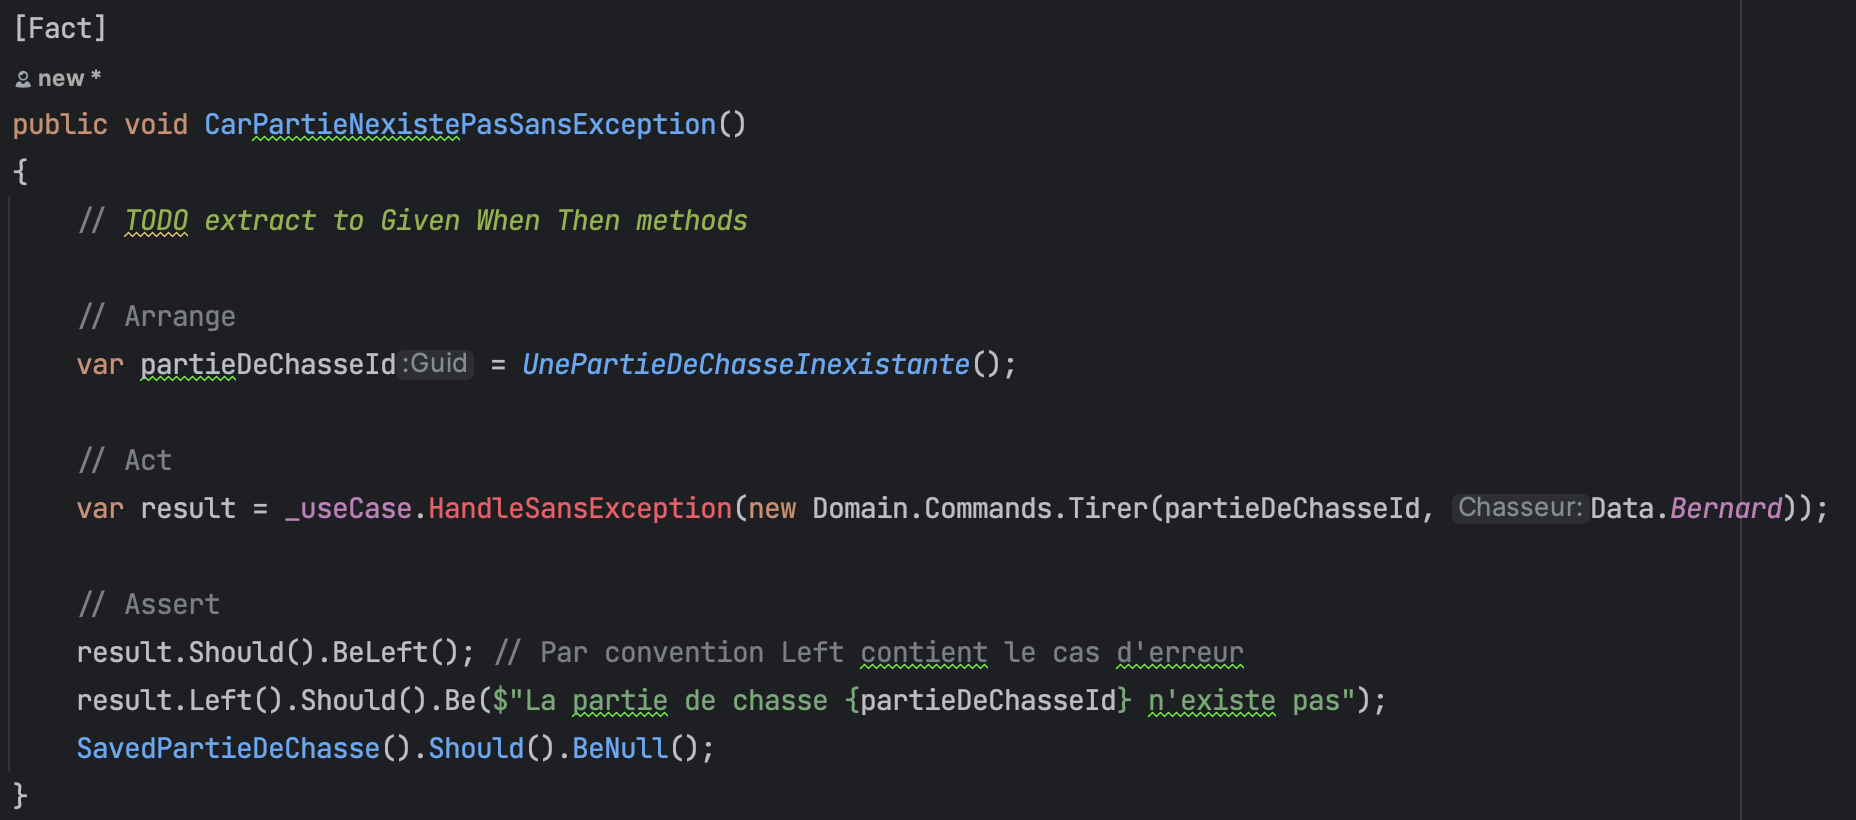 [Fact]
new *
public void CarPartieNexistePasSansException()
{
// TODO extract to Given When Then methods
// Arrange
var partieDeChasseId :Guid = UnePartieDeChasseInexistante();
// Act
var result = _useCase.HandleSansException(new Domain.Commands.Tirer(partieDeChasseId, Chasseur: Data.Bernard));
// Assert
result.Should().BeLeft(); // Par convention Left contient le cas d'erreur
result.Left().Should().Be($"La partie de chasse {partieDeChasseId} n'existe pas");
SavedPartieDeChasse().Should().BeNull();
}